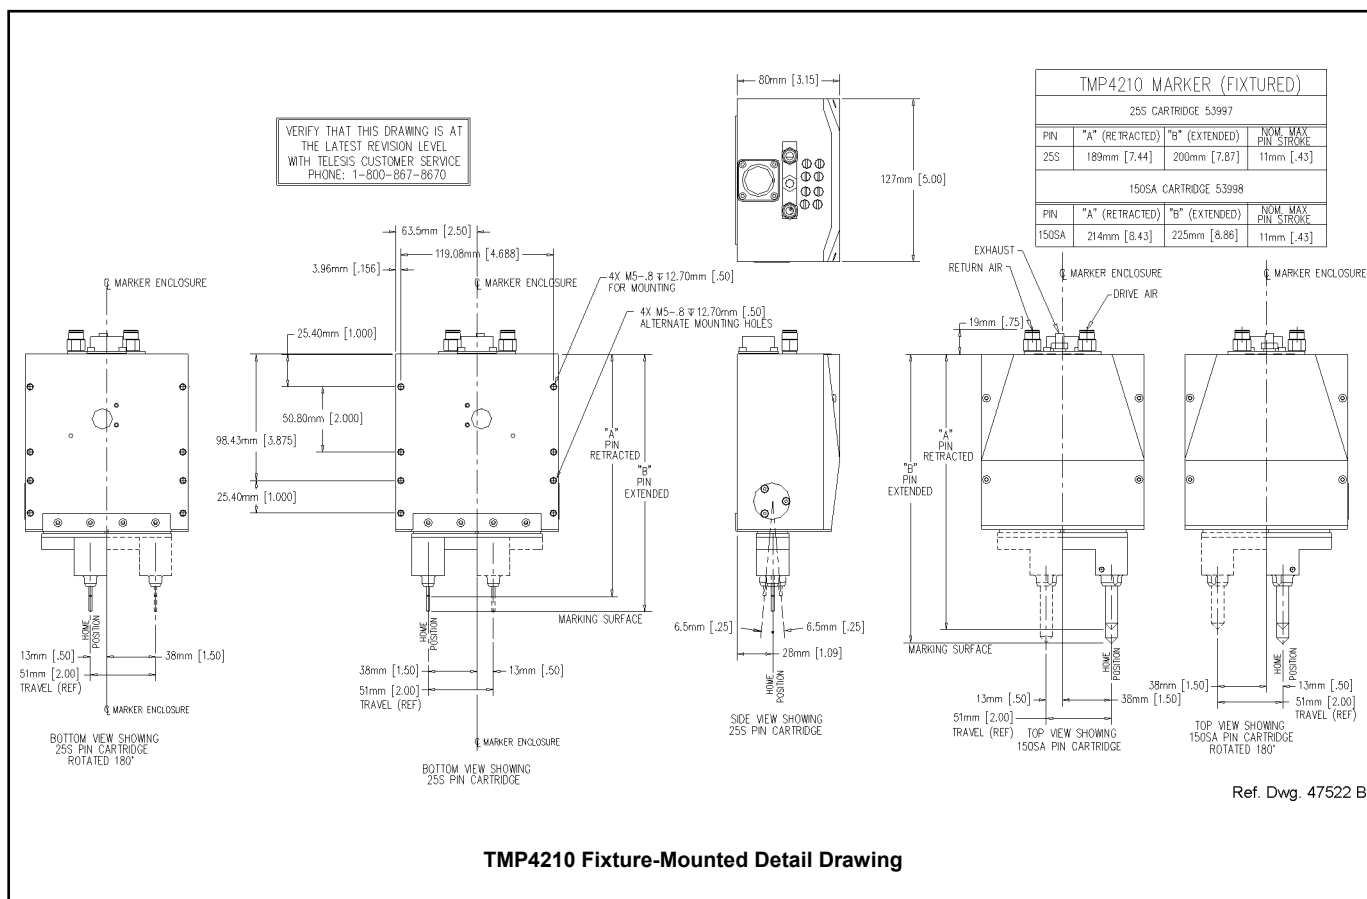 80mm [3.15]
127mm [5.00]
VERIFY THAT THIS DRAWING IS AT
THE LATEST REVISION LEVEL
WITH TELESIS CUSTOMER SERVICE
PHONE: 1-800-867-8670
TMP4210 MARKER (FIXTURED)
25S CARTRIDGE 53997
PIN "A" (RETRACTED) "B" (EXTENDED) NOM. MAX PIN STROKE
25S 189mm [7.44] 200mm [7.87] 11mm [.43]
150SA CARTRIDGE 53998
PIN "A" (RETRACTED) "B" (EXTENDED) NOM. MAX PIN STROKE
150SA 214mm [8.43] 225mm [8.86] 11mm [.43]
℄ MARKER ENCLOSURE
25.40mm [1.000]
13mm [.50]
38mm [1.50]
51mm [2.00]
TRAVEL (REF)
HOME
POSITION
℄ MARKER ENCLOSURE
BOTTOM VIEW SHOWING
25S PIN CARTRIDGE
ROTATED 180°
63.5mm [2.50]
119.08mm [4.688]
3.96mm [.156]
℄ MARKER ENCLOSURE
4X M5-.8 ↧12.70mm [.50]
FOR MOUNTING
4X M5-.8 ↧12.70mm [.50]
ALTERNATE MOUNTING HOLES
50.80mm [2.000]
98.43mm [3.875]
25.40mm [1.000]
"A"
PIN
RETRACTED
"B"
PIN
EXTENDED
MARKING SURFACE
HOME
POSITION
38mm [1.50]
13mm [.50]
51mm [2.00]
TRAVEL (REF)
℄ MARKER ENCLOSURE
BOTTOM VIEW SHOWING
25S PIN CARTRIDGE
6.5mm [.25]
6.5mm [.25]
28mm [1.09]
HOME
POSITION
SIDE VIEW SHOWING
25S PIN CARTRIDGE
EXHAUST
RETURN AIR
℄ MARKER ENCLOSURE
DRIVE AIR
19mm [.75]
"A"
PIN
RETRACTED
"B"
PIN
EXTENDED
MARKING SURFACE
HOME
POSITION
13mm [.50]
38mm [1.50]
51mm [2.00]
TRAVEL (REF)
TOP VIEW SHOWING
150SA PIN CARTRIDGE
℄ MARKER ENCLOSURE
HOME
POSITION
38mm [1.50]
13mm [.50]
51mm [2.00]
TRAVEL (REF)
TOP VIEW SHOWING
150SA PIN CARTRIDGE
ROTATED 180°
Ref. Dwg. 47522 B
TMP4210 Fixture-Mounted Detail Drawing